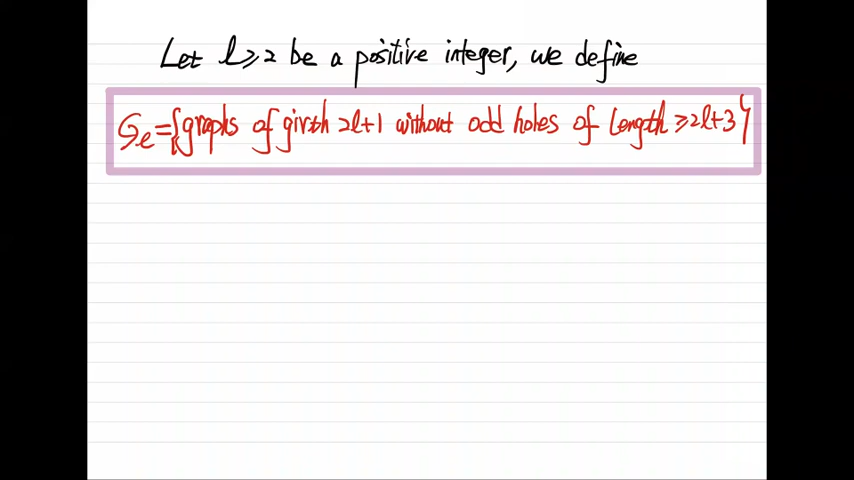 Let l ⩾ 2 be a positive integer, we define
G_l = {graphs of girth 2l+1 without odd holes of length ⩾ 2l+3}